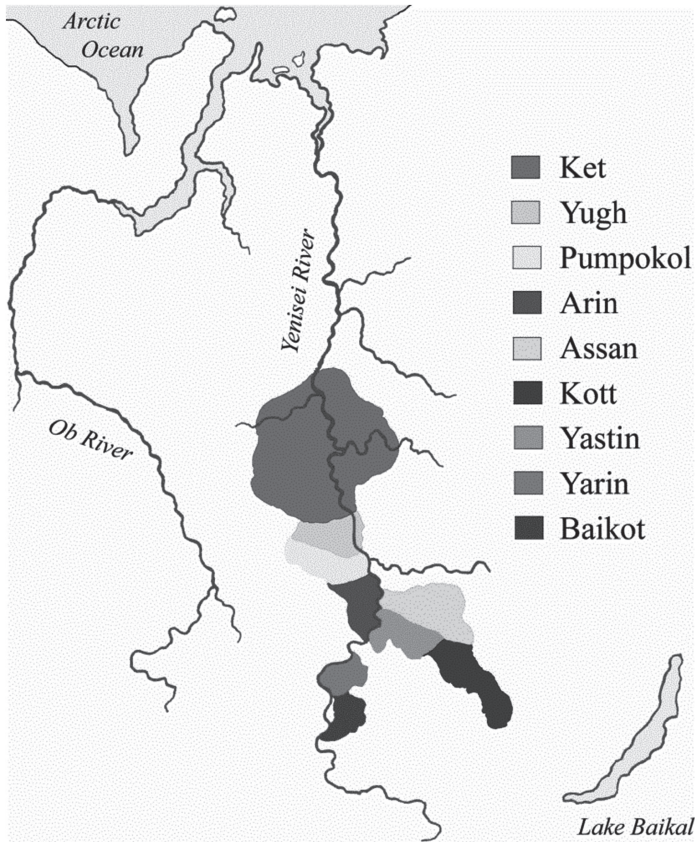 Arctic
Ocean
Ket
Yugh
Pumpokol
Yenisei River
Arin
Assan
Kott
Ob River
Yastin
Yarin
Baikot
Lake Baikal